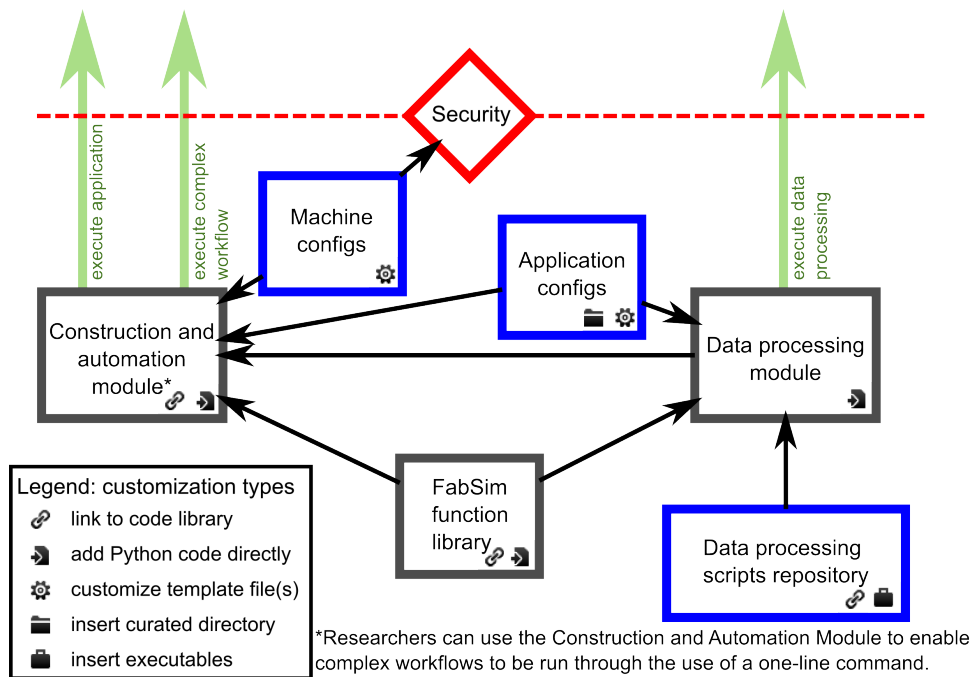 Security
execute application
execute complex
workflow
execute data
processing
Machine
configs
Application
configs
Construction and
automation
module*
Data processing
module
FabSim
function
library
Data processing
scripts repository
Legend: customization types
link to code library
add Python code directly
customize template file(s)
insert curated directory
insert executables
*Researchers can use the Construction and Automation Module to enable
complex workflows to be run through the use of a one-line command.